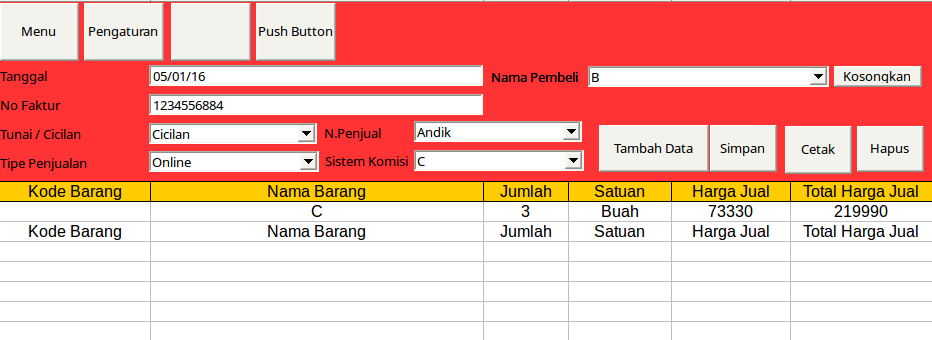 Menu Pengaturan Push Button
Tanggal 05/01/16 Nama Pembeli B Kosongkan
No Faktur 1234556884
Tunai / Cicilan Cicilan N.Penjual Andik
Tambah Data Simpan Cetak Hapus
Tipe Penjualan Online Sistem Komisi C
Kode Barang Nama Barang Jumlah Satuan Harga Jual Total Harga Jual
C 3 Buah 73330 219990
Kode Barang Nama Barang Jumlah Satuan Harga Jual Total Harga Jual